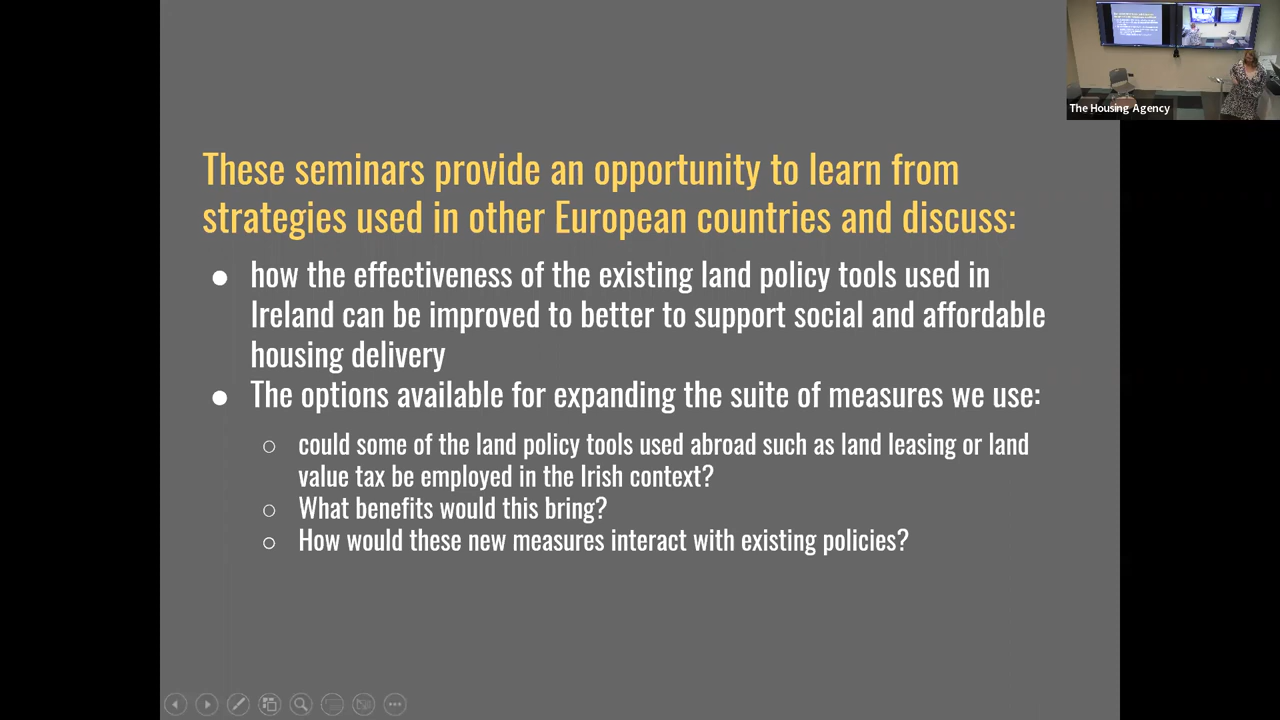 The Housing Agency
These seminars provide an opportunity to learn from
strategies used in other European countries and discuss:
● how the effectiveness of the existing land policy tools used in
Ireland can be improved to better to support social and affordable
housing delivery
● The options available for expanding the suite of measures we use:
○ could some of the land policy tools used abroad such as land leasing or land
value tax be employed in the Irish context?
○ What benefits would this bring?
○ How would these new measures interact with existing policies?